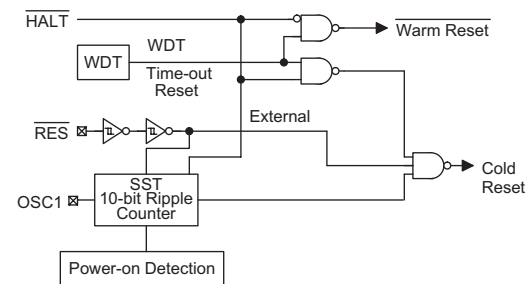 HALT
WDT
WDT
Time-out
Reset
Warm Reset
RES
External
Cold
Reset
OSC1
SST
10-bit Ripple
Counter
Power-on Detection